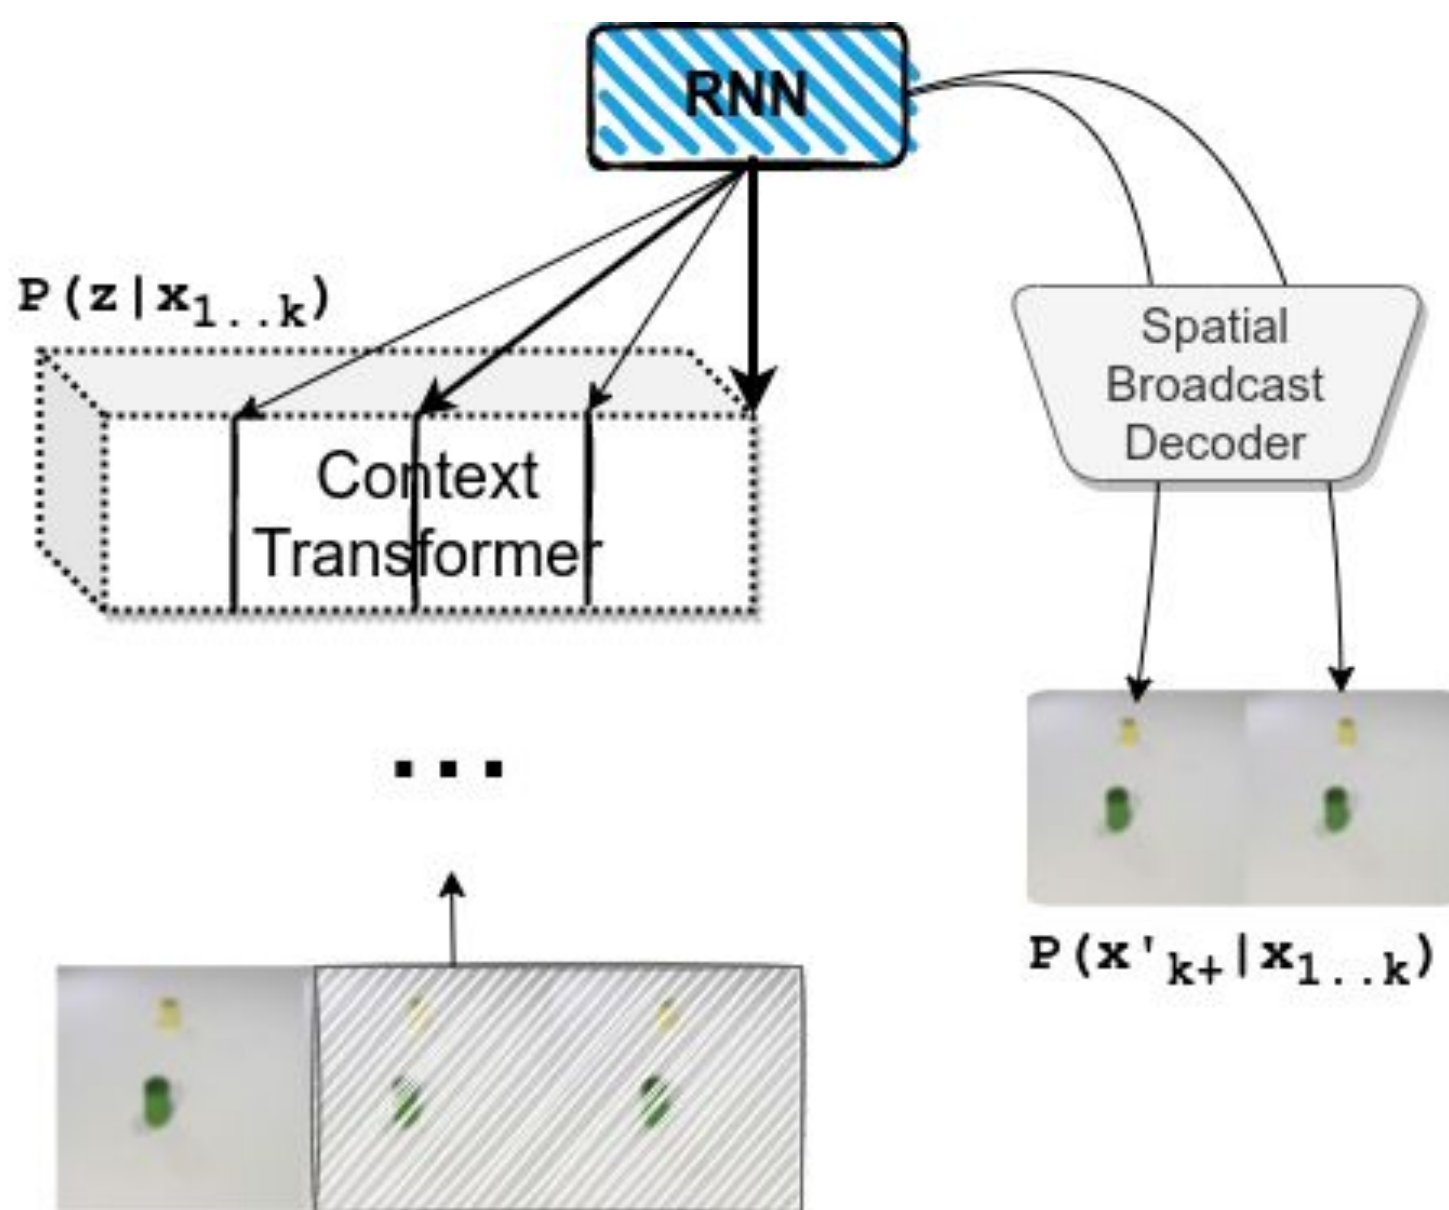 RNN
P(z|x1..k)
Spatial
Broadcast
Decoder
Context
Transformer
...
P(x'k+|x1..k)